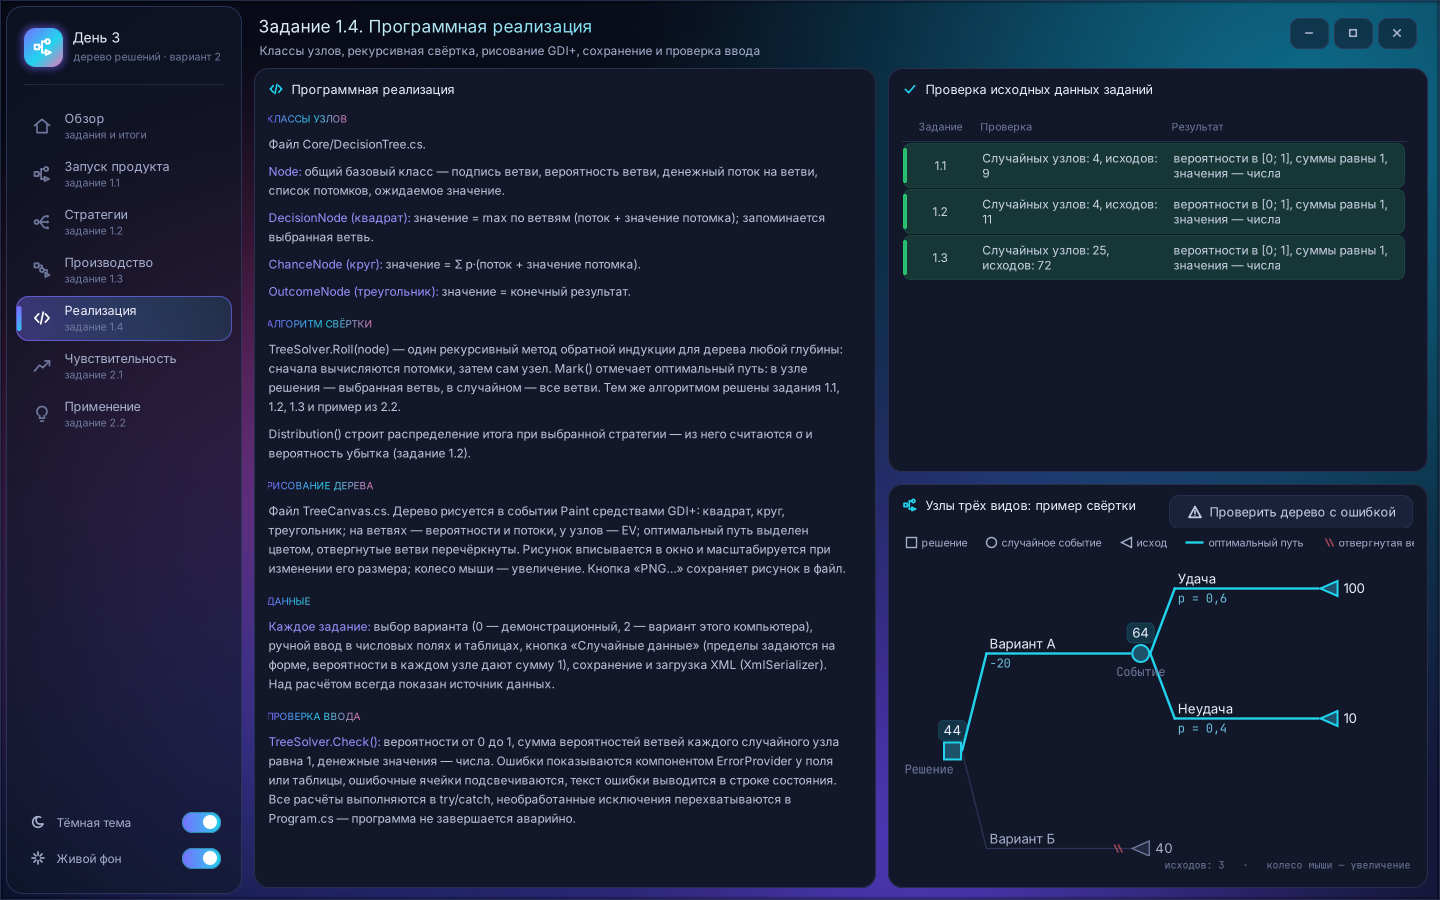 День 3
дерево решений · вариант 2
Обзор
задания и итоги
Запуск продукта
задание 1.1
Стратегии
задание 1.2
Производство
задание 1.3
Реализация
задание 1.4
Чувствительность
задание 2.1
Применение
задание 2.2
Тёмная тема
Живой фон
Задание 1.4. Программная реализация
Классы узлов, рекурсивная свёртка, рисование GDI+, сохранение и проверка ввода
Программная реализация
КЛАССЫ УЗЛОВ
Файл Core/DecisionTree.cs.
Node: общий базовый класс — подпись ветви, вероятность ветви, денежный поток на ветви,
список потомков, ожидаемое значение.
DecisionNode (квадрат): значение = max по ветвям (поток + значение потомка); запоминается
выбранная ветвь.
ChanceNode (круг): значение = Σ p·(поток + значение потомка).
OutcomeNode (треугольник): значение = конечный результат.
АЛГОРИТМ СВЁРТКИ
TreeSolver.Roll(node) — один рекурсивный метод обратной индукции для дерева любой глубины:
сначала вычисляются потомки, затем сам узел. Mark() отмечает оптимальный путь: в узле
решения — выбранная ветвь, в случайном — все ветви. Тем же алгоритмом решены задания 1.1,
1.2, 1.3 и пример из 2.2.
Distribution() строит распределение итога при выбранной стратегии — из него считаются σ и
вероятность убытка (задание 1.2).
РИСОВАНИЕ ДЕРЕВА
Файл TreeCanvas.cs. Дерево рисуется в событии Paint средствами GDI+: квадрат, круг,
треугольник; на ветвях — вероятности и потоки, у узлов — EV; оптимальный путь выделен
цветом, отвергнутые ветви перечёркнуты. Рисунок вписывается в окно и масштабируется при
изменении его размера; колесо мыши — увеличение. Кнопка «PNG…» сохраняет рисунок в файл.
ДАННЫЕ
Каждое задание: выбор варианта (0 — демонстрационный, 2 — вариант этого компьютера),
ручной ввод в числовых полях и таблицах, кнопка «Случайные данные» (пределы задаются на
форме, вероятности в каждом узле дают сумму 1), сохранение и загрузка XML (XmlSerializer).
Над расчётом всегда показан источник данных.
ПРОВЕРКА ВВОДА
TreeSolver.Check(): вероятности от 0 до 1, сумма вероятностей ветвей каждого случайного узла
равна 1, денежные значения — числа. Ошибки показываются компонентом ErrorProvider у поля
или таблицы, ошибочные ячейки подсвечиваются, текст ошибки выводится в строке состояния.
Все расчёты выполняются в try/catch, необработанные исключения перехватываются в
Program.cs — программа не завершается аварийно.
Проверка исходных данных заданий
Задание Проверка Результат
1.1 Случайных узлов: 4, исходов: 9 вероятности в [0; 1], суммы равны 1, значения — числа
1.2 Случайных узлов: 4, исходов: 11 вероятности в [0; 1], суммы равны 1, значения — числа
1.3 Случайных узлов: 25, исходов: 72 вероятности в [0; 1], суммы равны 1, значения — числа
Узлы трёх видов: пример свёртки
Проверить дерево с ошибкой
решение случайное событие исход оптимальный путь отвергнутая ве
Удача
p = 0,6
100
64
Вариант А
-20
Событие
Неудача
p = 0,4
10
44
Решение
Вариант Б
40
исходов: 3 · колесо мыши — увеличение